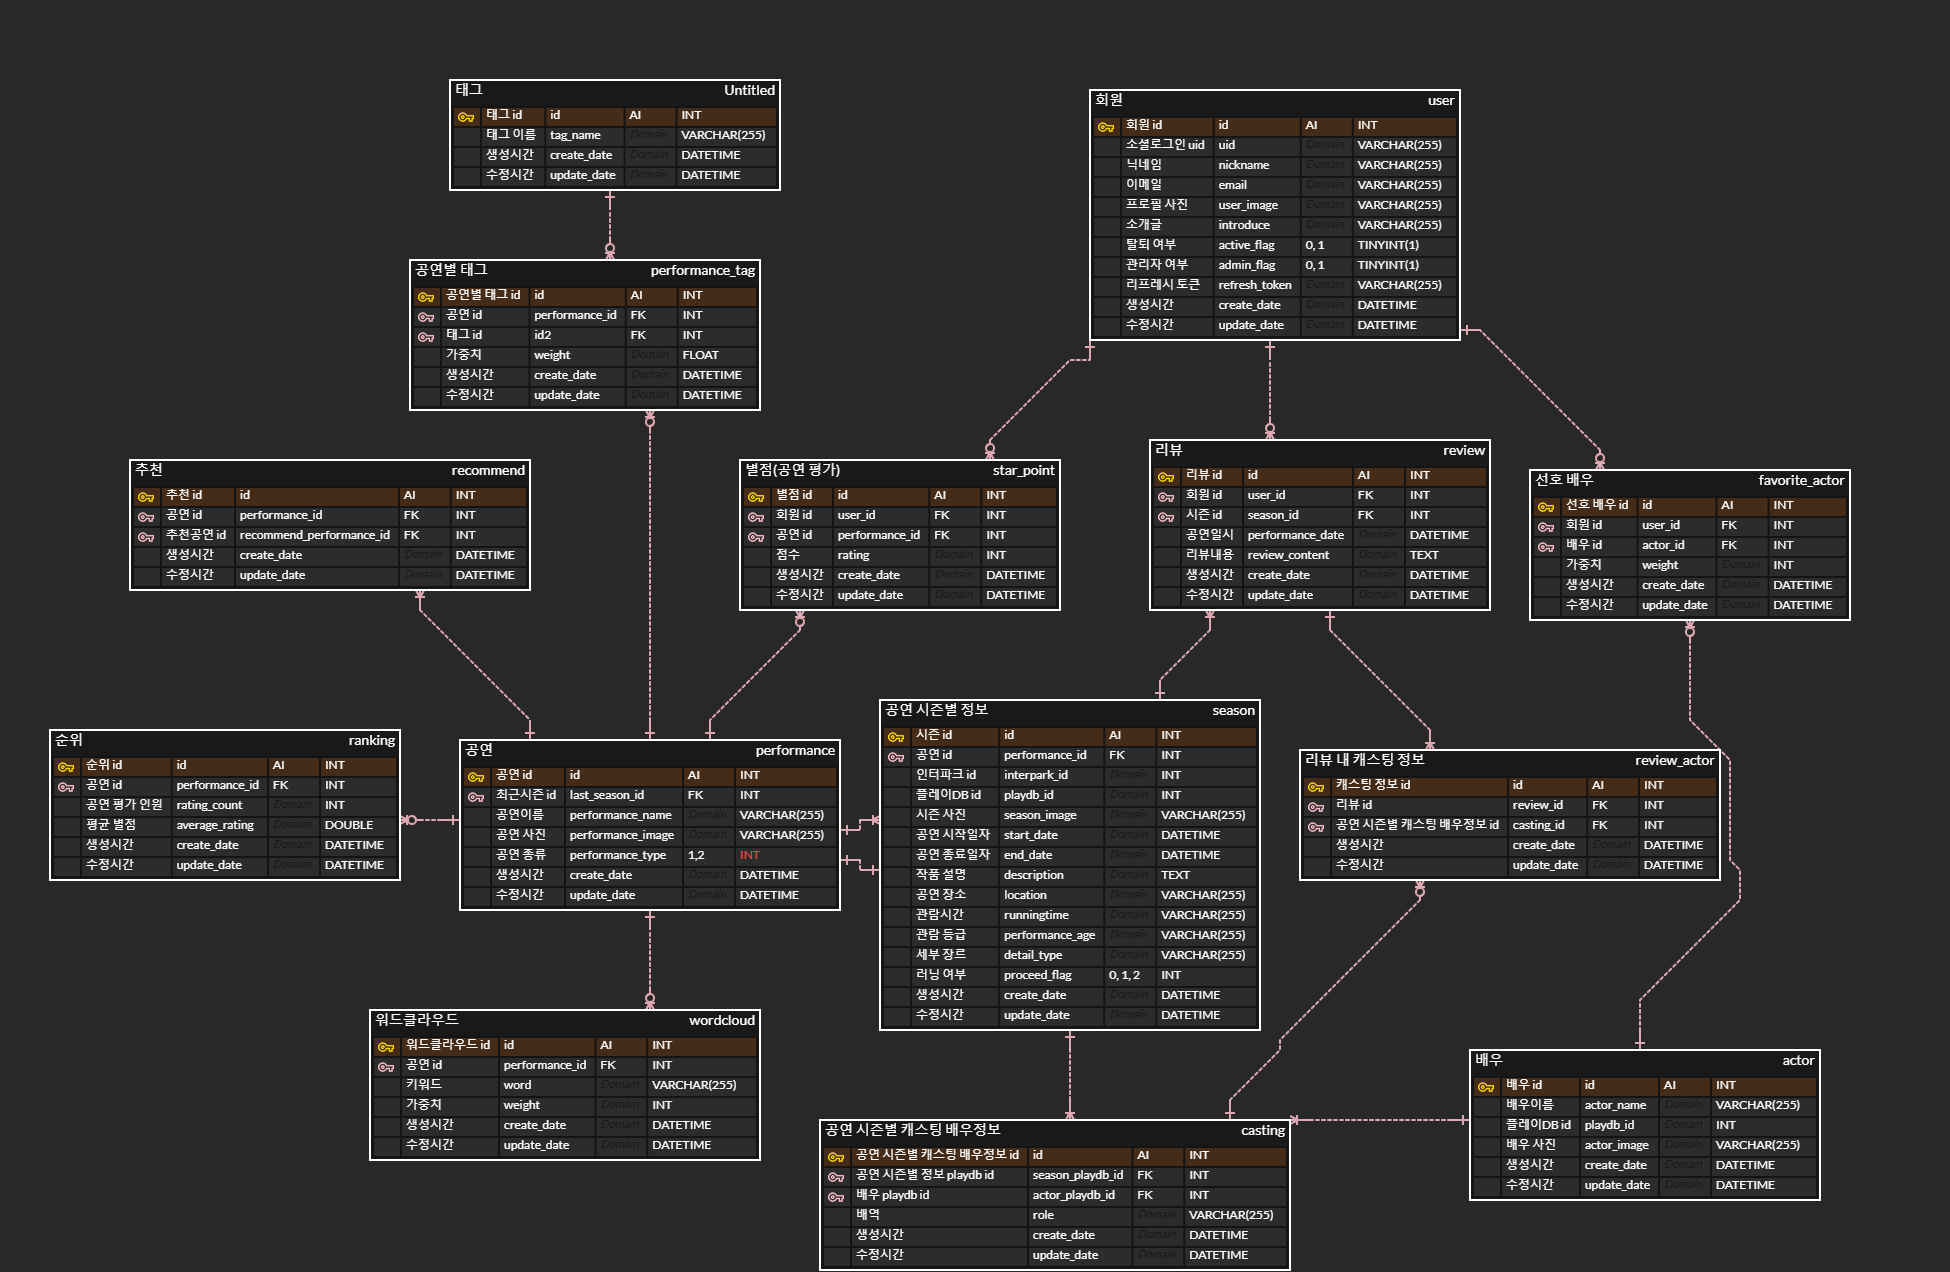 태그 Untitled
태그 id id AI INT
태그 이름 tag_name Domain VARCHAR(255)
생성시간 create_date Domain DATETIME
수정시간 update_date Domain DATETIME
회원 user
회원 id id AI INT
소셜로그인 uid uid Domain VARCHAR(255)
닉네임 nickname Domain VARCHAR(255)
이메일 email Domain VARCHAR(255)
프로필 사진 user_image Domain VARCHAR(255)
소개글 introduce Domain VARCHAR(255)
탈퇴 여부 active_flag 0, 1 TINYINT(1)
관리자 여부 admin_flag 0, 1 TINYINT(1)
리프레시 토큰 refresh_token Domain VARCHAR(255)
생성시간 create_date Domain DATETIME
수정시간 update_date Domain DATETIME
공연별 태그 performance_tag
공연별 태그 id id AI INT
공연 id performance_id FK INT
태그 id id2 FK INT
가중치 weight Domain FLOAT
생성시간 create_date Domain DATETIME
수정시간 update_date Domain DATETIME
추천 recommend
추천 id id AI INT
공연 id performance_id FK INT
추천공연 id recommend_performance_id FK INT
생성시간 create_date Domain DATETIME
수정시간 update_date Domain DATETIME
별점(공연 평가) star_point
별점 id id AI INT
회원 id user_id FK INT
공연 id performance_id FK INT
점수 rating Domain INT
생성시간 create_date Domain DATETIME
수정시간 update_date Domain DATETIME
리뷰 review
리뷰 id id AI INT
회원 id user_id FK INT
시즌 id season_id FK INT
공연일시 performance_date Domain DATETIME
리뷰내용 review_content Domain TEXT
생성시간 create_date Domain DATETIME
수정시간 update_date Domain DATETIME
선호 배우 favorite_actor
선호 배우 id id AI INT
회원 id user_id FK INT
배우 id actor_id FK INT
가중치 weight Domain INT
생성시간 create_date Domain DATETIME
수정시간 update_date Domain DATETIME
순위 ranking
순위 id id AI INT
공연 id performance_id FK INT
공연 평가 인원 rating_count Domain INT
평균 별점 average_rating Domain DOUBLE
생성시간 create_date Domain DATETIME
수정시간 update_date Domain DATETIME
공연 performance
공연 id id AI INT
최근시즌 id last_season_id FK INT
공연이름 performance_name Domain VARCHAR(255)
공연 사진 performance_image Domain VARCHAR(255)
공연 종류 performance_type 1,2 INT
생성시간 create_date Domain DATETIME
수정시간 update_date Domain DATETIME
공연 시즌별 정보 season
시즌 id id AI INT
공연 id performance_id FK INT
인터파크 id interpark_id Domain INT
플레이DB id playdb_id Domain INT
시즌 사진 season_image Domain VARCHAR(255)
공연 시작일자 start_date Domain DATETIME
공연 종료일자 end_date Domain DATETIME
작품 설명 description Domain TEXT
공연 장소 location Domain VARCHAR(255)
관람시간 runningtime Domain VARCHAR(255)
관람 등급 performance_age Domain VARCHAR(255)
세부 장르 detail_type Domain VARCHAR(255)
러닝 여부 proceed_flag 0, 1, 2 INT
생성시간 create_date Domain DATETIME
수정시간 update_date Domain DATETIME
리뷰 내 캐스팅 정보 review_actor
캐스팅 정보 id id AI INT
리뷰 id review_id FK INT
공연 시즌별 캐스팅 배우정보 id casting_id FK INT
생성시간 create_date Domain DATETIME
수정시간 update_date Domain DATETIME
워드클라우드 wordcloud
워드클라우드 id id AI INT
공연 id performance_id FK INT
키워드 word Domain VARCHAR(255)
가중치 weight Domain INT
생성시간 create_date Domain DATETIME
수정시간 update_date Domain DATETIME
배우 actor
배우 id id AI INT
배우이름 actor_name Domain VARCHAR(255)
플레이DB id playdb_id Domain INT
배우 사진 actor_image Domain VARCHAR(255)
생성시간 create_date Domain DATETIME
수정시간 update_date Domain DATETIME
공연 시즌별 캐스팅 배우정보 casting
공연 시즌별 캐스팅 배우정보 id id AI INT
공연 시즌별 정보 playdb id season_playdb_id FK INT
배우 playdb id actor_playdb_id FK INT
배역 role Domain VARCHAR(255)
생성시간 create_date Domain DATETIME
수정시간 update_date Domain DATETIME